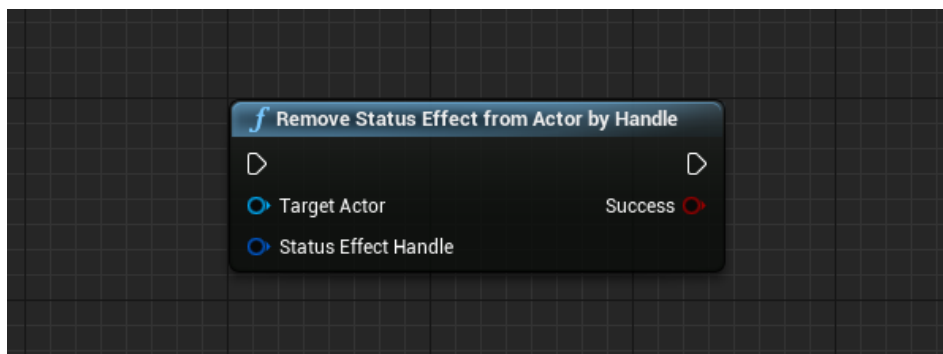 f Remove Status Effect from Actor by Handle
Target Actor Success
Status Effect Handle